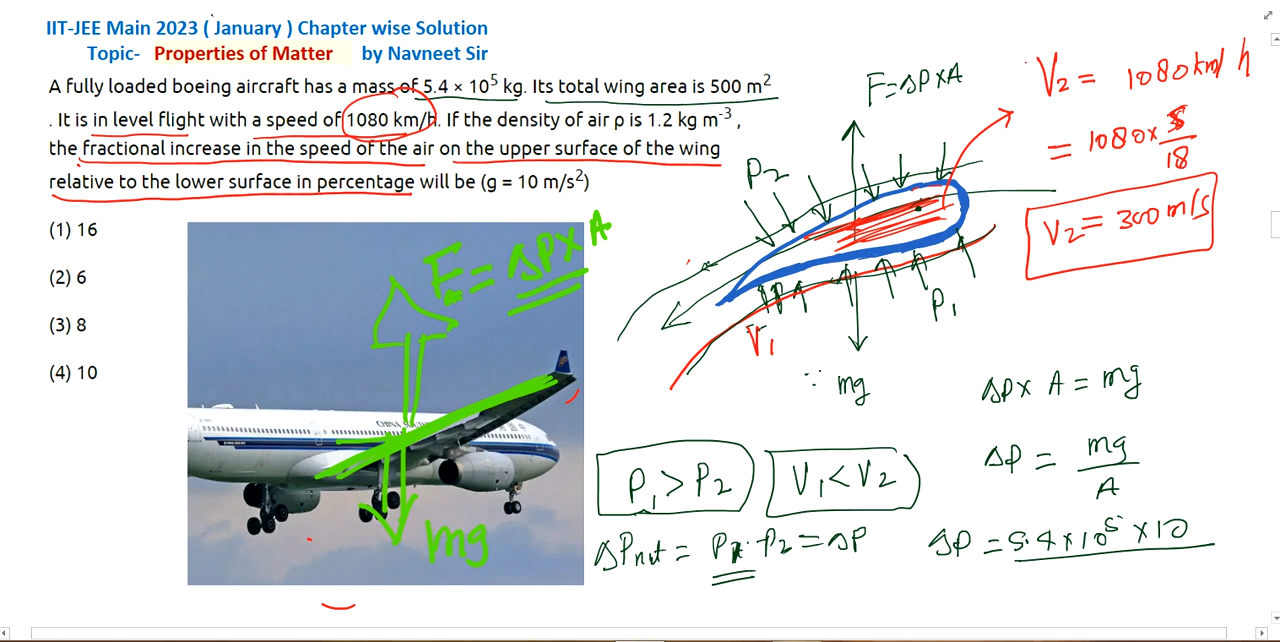 IIT-JEE Main 2023 ( January ) Chapter wise Solution
Topic- Properties of Matter by Navneet Sir
A fully loaded boeing aircraft has a mass of 5.4 × 10⁵ kg. Its total wing area is 500 m²
. It is in level flight with a speed of 1080 km/h. If the density of air ρ is 1.2 kg m⁻³ ,
the fractional increase in the speed of the air on the upper surface of the wing
relative to the lower surface in percentage will be (g = 10 m/s²)
(1) 16
(2) 6
(3) 8
(4) 10
F = ΔP × A
mg
F = ΔP × A
P₂
P₁
V₁
∵ mg
V₂ = 1080 km/h
= 1080 × 5/18
V₂ = 300 m/s
ΔP × A = mg
ΔP = mg/A
ΔP = 5.4 × 10⁵ × 10
P₁ > P₂
V₁ < V₂
ΔPnet = P₁ - P₂ = ΔP